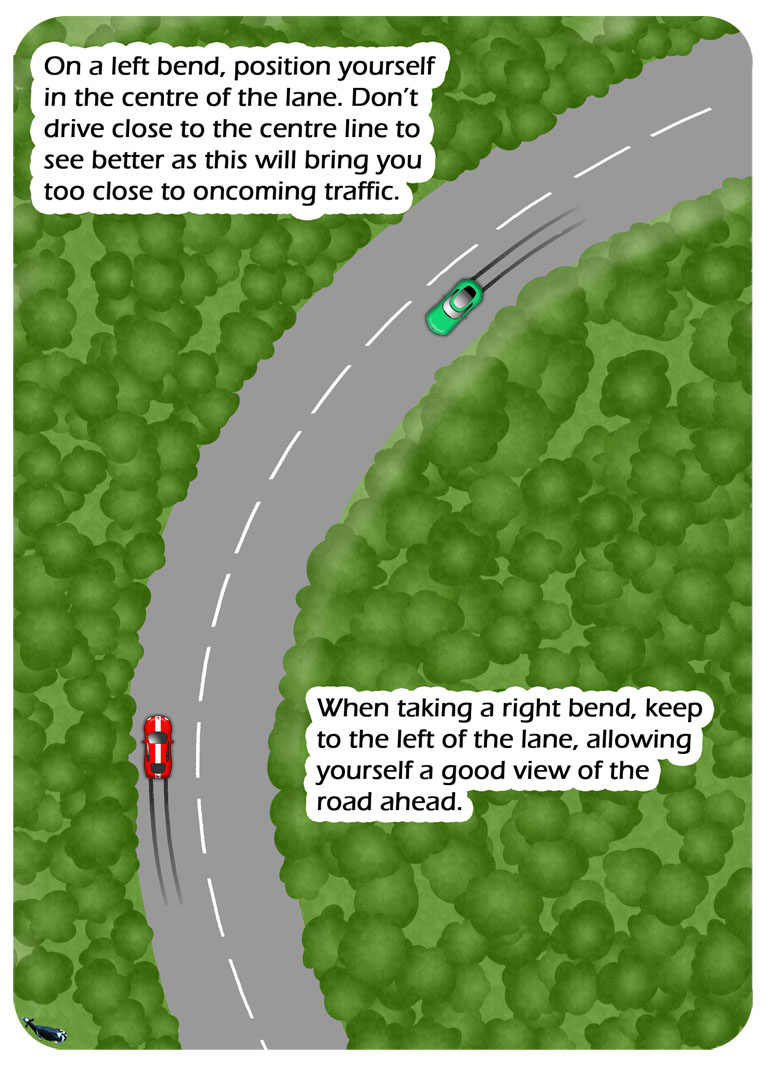 On a left bend, position yourself
in the centre of the lane. Don't
drive close to the centre line to
see better as this will bring you
too close to oncoming traffic.
When taking a right bend, keep
to the left of the lane, allowing
yourself a good view of the
road ahead.